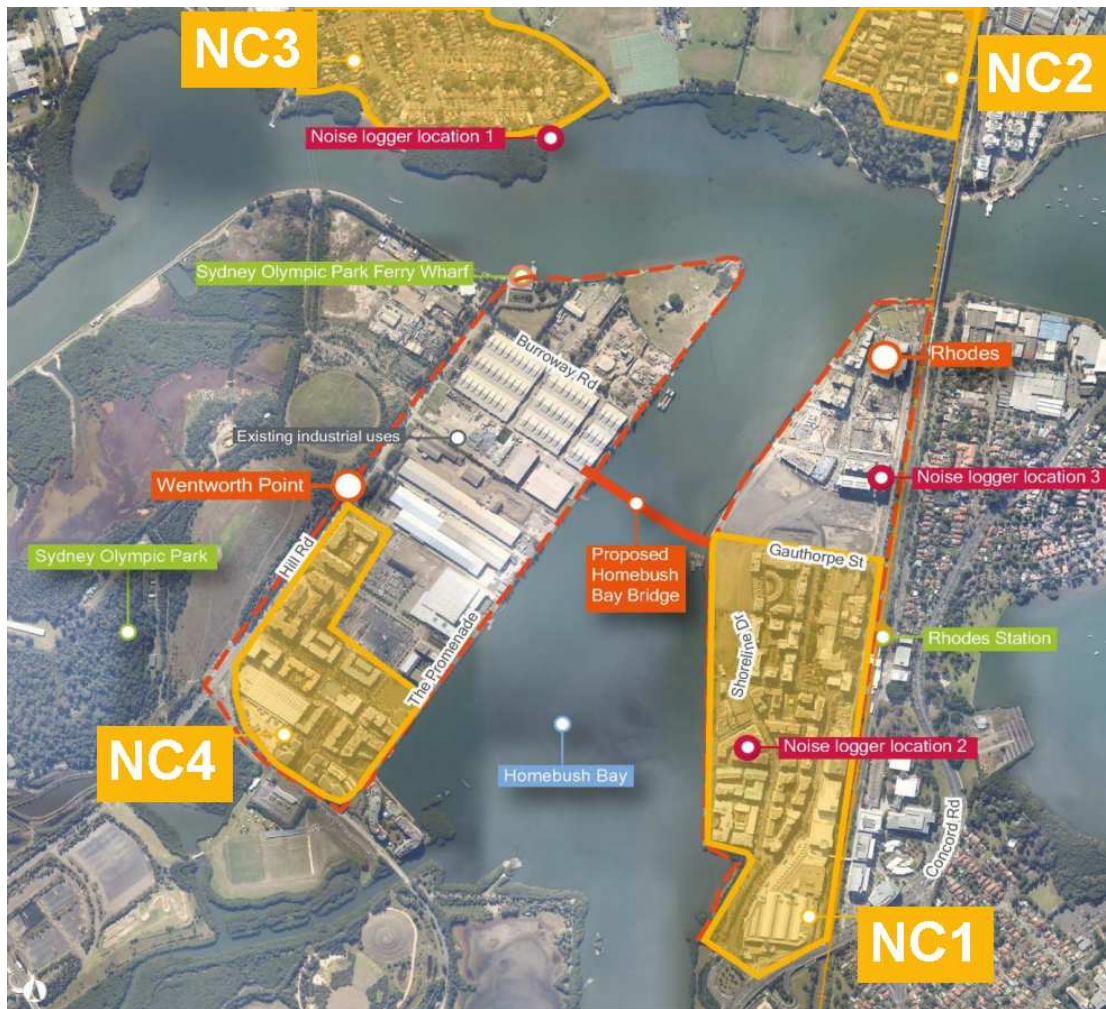 NC3
NC2
Noise logger location 1
Sydney Olympic Park Ferry Wharf
Burroway Rd
Rhodes
Existing industrial uses
Noise logger location 3
Wentworth Point
Hill Rd
Sydney Olympic Park
Proposed
Homebush
Bay Bridge
Gauthorpe St
Rhodes Station
Shoreline Dr
The Promenade
NC4
Noise logger location 2
Homebush Bay
Concord Rd
NC1